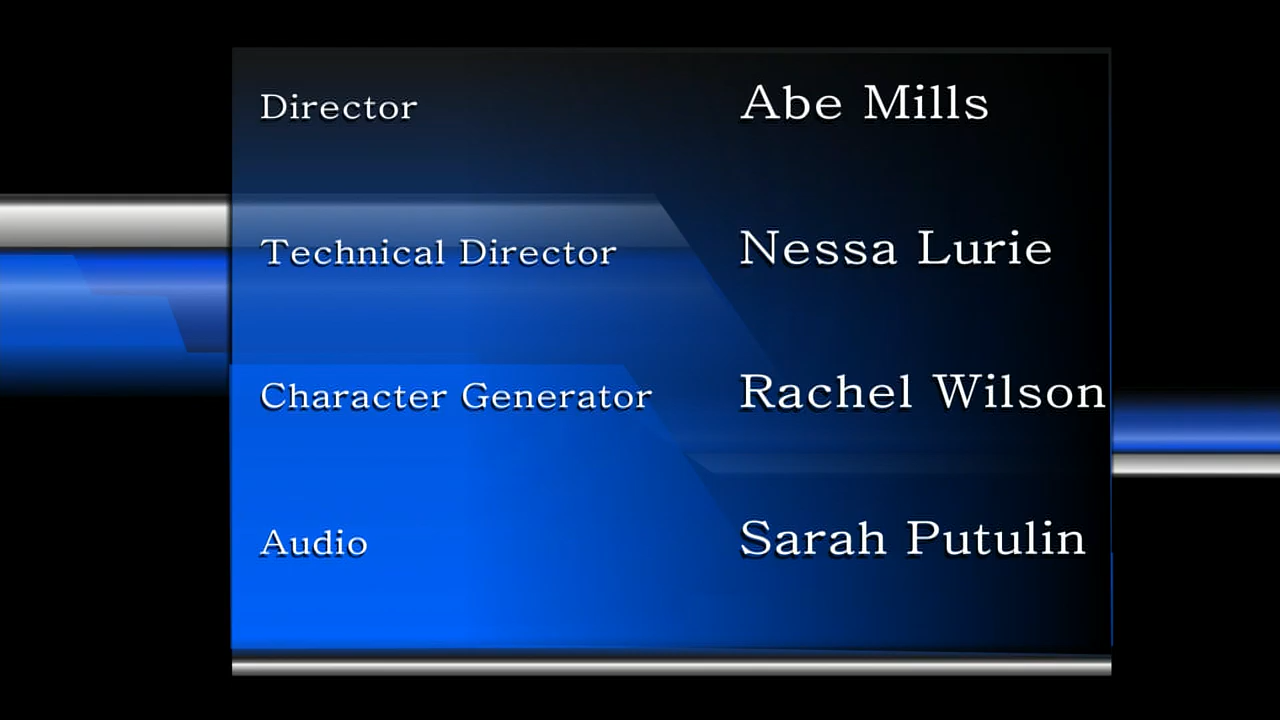 Director Abe Mills
Technical Director Nessa Lurie
Character Generator Rachel Wilson
Audio Sarah Putulin